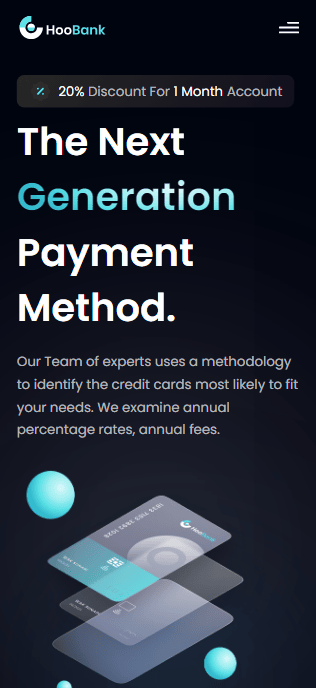 HooBank
20% Discount For 1 Month Account
The Next
Generation
Payment
Method.
Our Team of experts uses a methodology
to identify the credit cards most likely to fit
your needs. We examine annual
percentage rates, annual fees.
HooBank